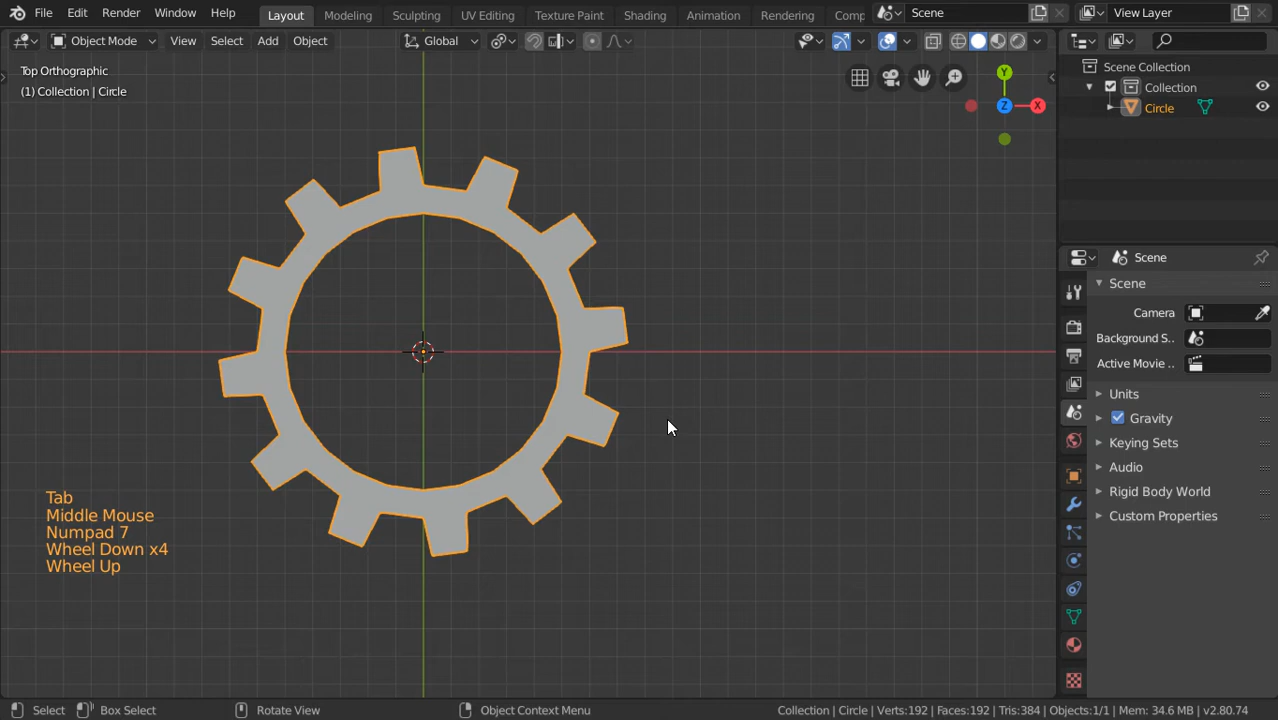 File Edit Render Window Help Layout Modeling Sculpting UV Editing Texture Paint Shading Animation Rendering Comp Scene View Layer
Object Mode View Select Add Object Global
Top Orthographic
(1) Collection | Circle
Y
Z
X
Scene Collection
Collection
Circle
Scene
Scene
Camera
Background S..
Active Movie ..
Units
Gravity
Keying Sets
Audio
Rigid Body World
Custom Properties
Tab
Middle Mouse
Numpad 7
Wheel Down x4
Wheel Up
Select Box Select Rotate View Object Context Menu Collection | Circle | Verts:192 | Faces:192 | Tris:384 | Objects:1/1 | Mem: 34.6 MB | v2.80.74